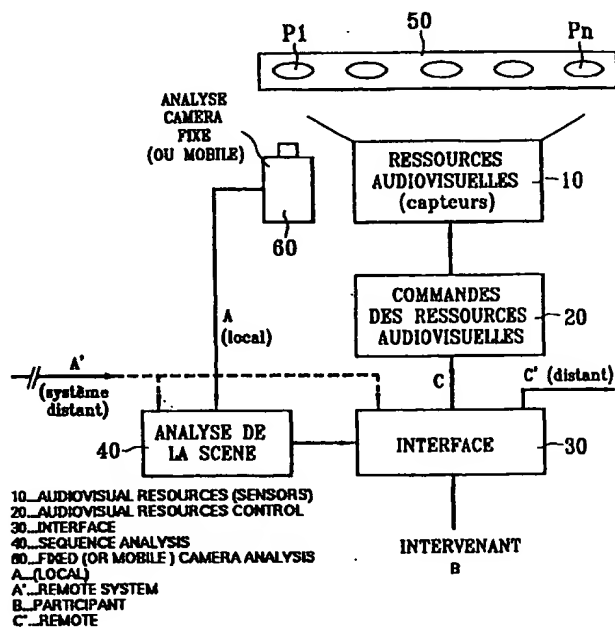 50
P1
Pn
ANALYSE
CAMERA
FIXE
(OU MOBILE)
60
RESSOURCES
AUDIOVISUELLES
(capteurs)
10
COMMANDES
DES RESSOURCES
AUDIOVISUELLES
20
A
(local)
A'
(système
distant)
C
C' (distant)
40
ANALYSE DE
LA SCENE
INTERFACE
30
INTERVENANT
B
10...AUDIOVISUAL RESOURCES (SENSORS)
20...AUDIOVISUAL RESOURCES CONTROL
30...INTERFACE
40...SEQUENCE ANALYSIS
60...FIXED (OR MOBILE) CAMERA ANALYSIS
A...(LOCAL)
A'...REMOTE SYSTEM
B...PARTICIPANT
C'...REMOTE